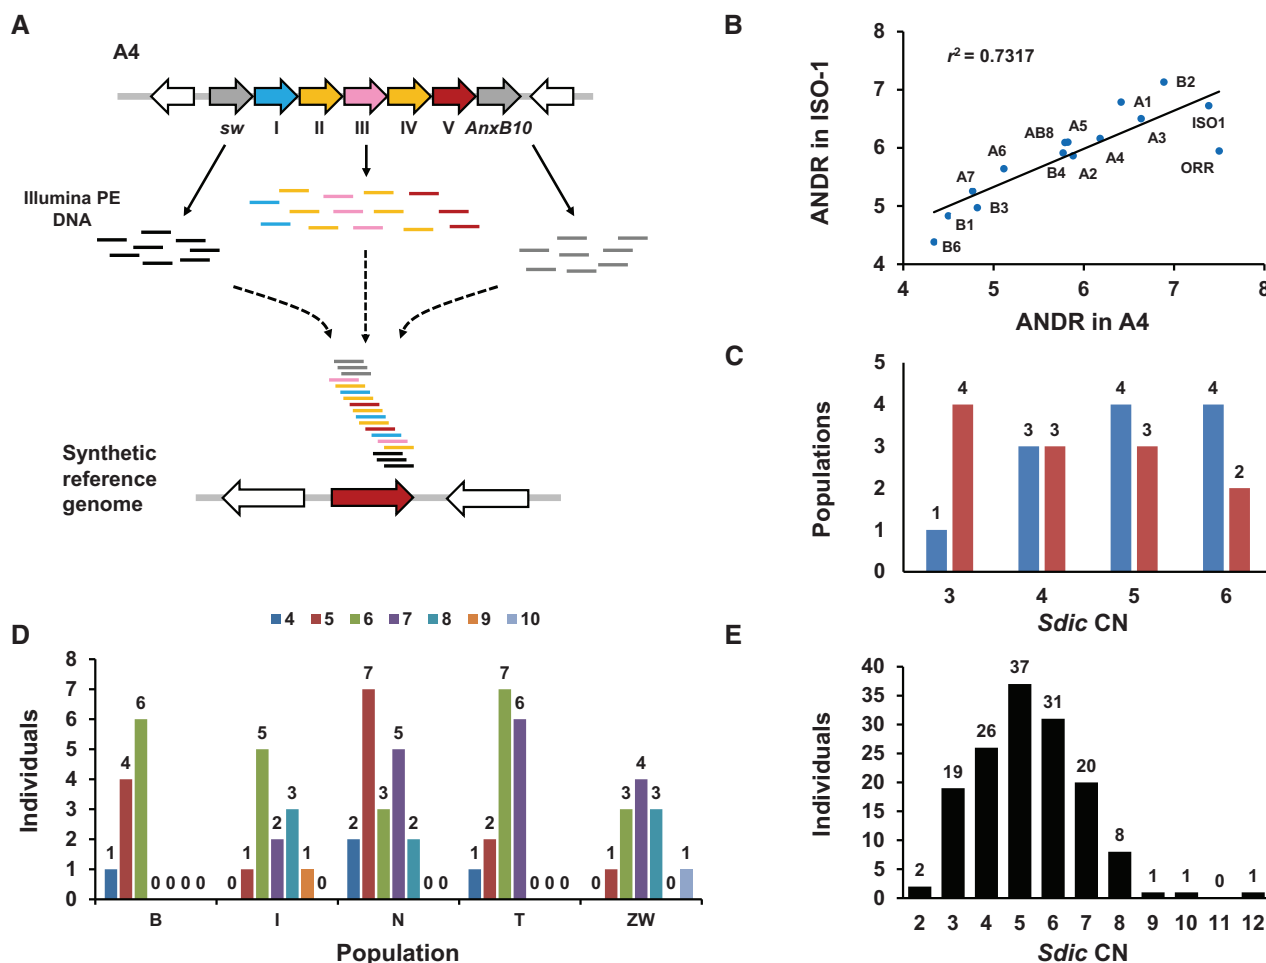 A
A4
sw I II III IV V AnxB10
Illumina PE
DNA
Synthetic
reference
genome
B
r² = 0.7317
ANDR in ISO-1
8
7
6
5
4
B2
A1
ISO1
A3
AB8 A5
A4
ORR
A6
B4 A2
A7
B3
B1
B6
4 5 6 7 8
ANDR in A4
C
Populations
5
4
3
2
1
0
1 4
3 3
4 3
4 2
3 4 5 6
Sdic CN
D
4 5 6 7 8 9 10
Individuals
8
7
6
5
4
3
2
1
0
1 4 6 0 0 0 0
0 1 5 2 3 1 0
2 7 3 5 2 0 0
1 2 7 6 0 0 0
0 1 3 4 3 0 1
B I N T ZW
Population
E
Individuals
40
35
30
25
20
15
10
5
0
2 19 26 37 31 20 8 1 1 0 1
2 3 4 5 6 7 8 9 10 11 12
Sdic CN